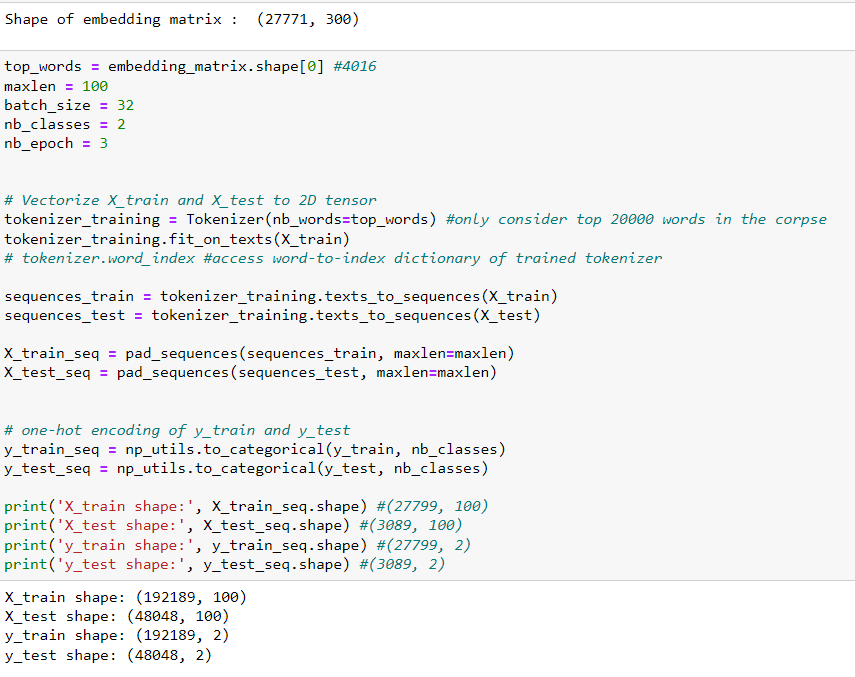 Shape of embedding matrix :  (27771, 300)
top_words = embedding_matrix.shape[0] #4016
maxlen = 100
batch_size = 32
nb_classes = 2
nb_epoch = 3
# Vectorize X_train and X_test to 2D tensor
tokenizer_training = Tokenizer(nb_words=top_words) #only consider top 20000 words in the corpse
tokenizer_training.fit_on_texts(X_train)
# tokenizer.word_index #access word-to-index dictionary of trained tokenizer
sequences_train = tokenizer_training.texts_to_sequences(X_train)
sequences_test = tokenizer_training.texts_to_sequences(X_test)
X_train_seq = pad_sequences(sequences_train, maxlen=maxlen)
X_test_seq = pad_sequences(sequences_test, maxlen=maxlen)
# one-hot encoding of y_train and y_test
y_train_seq = np_utils.to_categorical(y_train, nb_classes)
y_test_seq = np_utils.to_categorical(y_test, nb_classes)
print('X_train shape:', X_train_seq.shape) #(27799, 100)
print('X_test shape:', X_test_seq.shape) #(3089, 100)
print('y_train shape:', y_train_seq.shape) #(27799, 2)
print('y_test shape:', y_test_seq.shape) #(3089, 2)
X_train shape: (192189, 100)
X_test shape: (48048, 100)
y_train shape: (192189, 2)
y_test shape: (48048, 2)